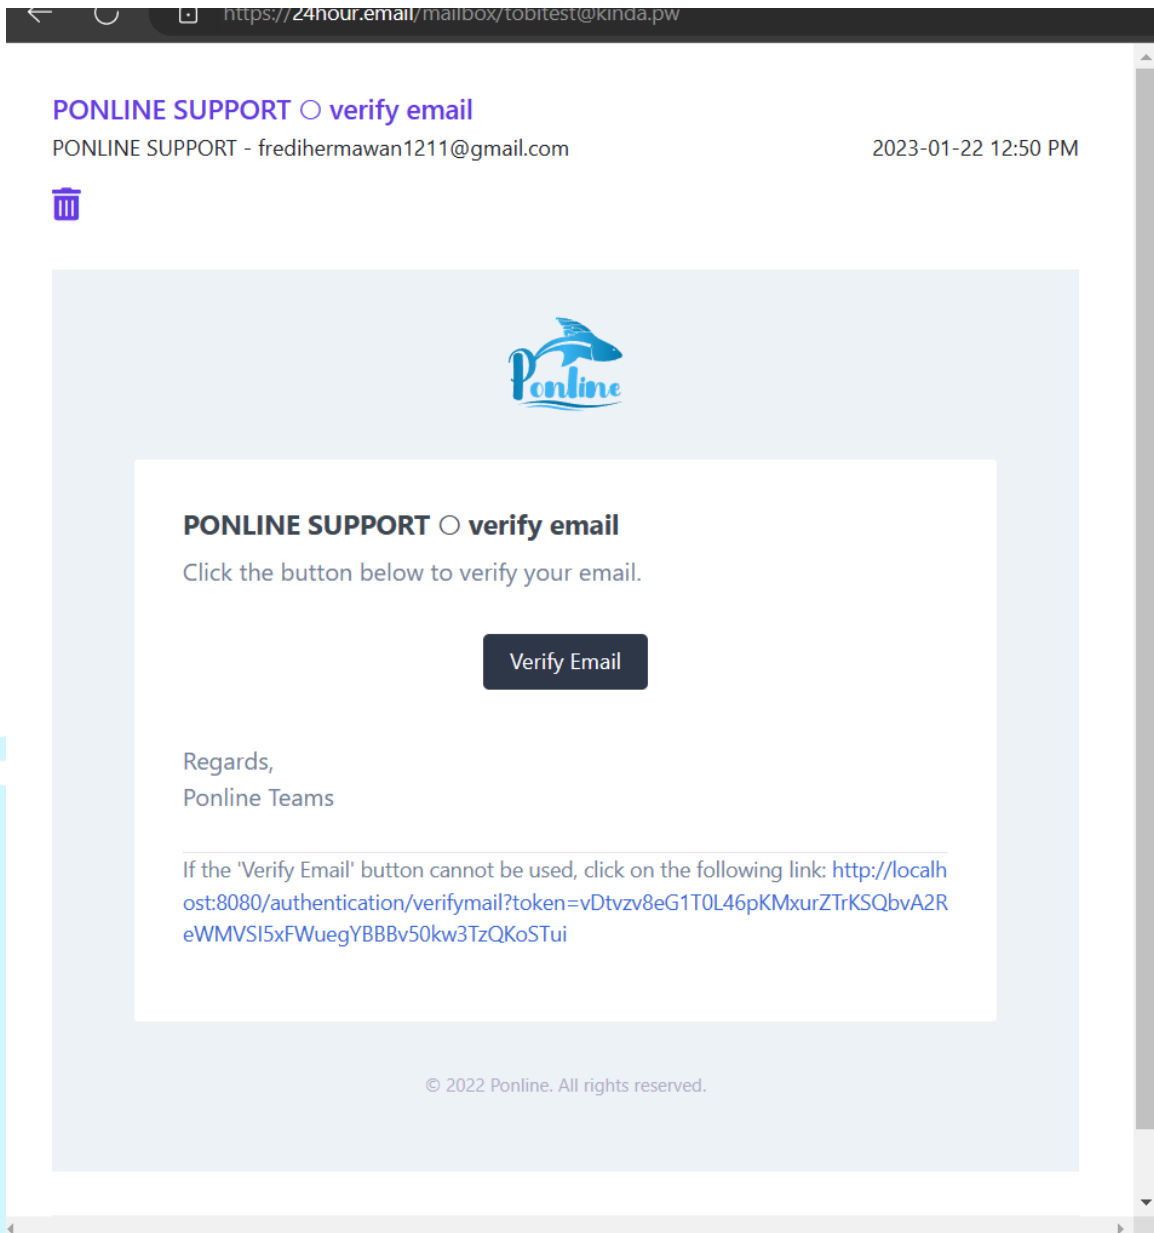 https://24hour.email/mailbox/tobitest@kinda.pw
PONLINE SUPPORT ○ verify email
PONLINE SUPPORT - fredihermawan1211@gmail.com 2023-01-22 12:50 PM
Ponline
PONLINE SUPPORT ○ verify email
Click the button below to verify your email.
Verify Email
Regards,
Ponline Teams
If the 'Verify Email' button cannot be used, click on the following link: http://localh
ost:8080/authentication/verifymail?token=vDtvzv8eG1T0L46pKMxurZTrKSQbvA2R
eWMVSI5xFWuegYBBBv50kw3TzQKoSTui
© 2022 Ponline. All rights reserved.